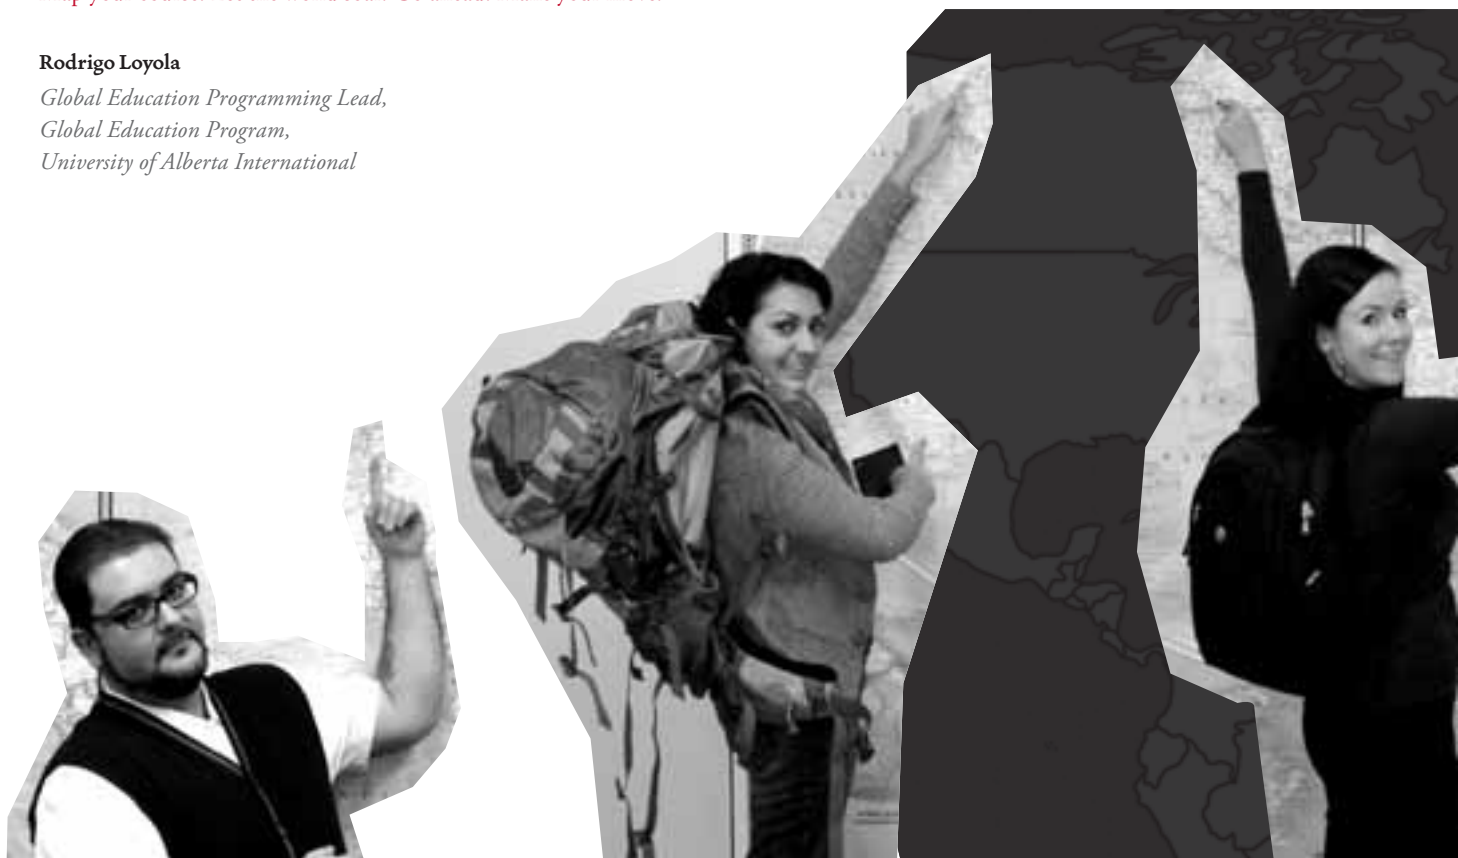 Rodrigo Loyola
Global Education Programming Lead,
Global Education Program,
University of Alberta International